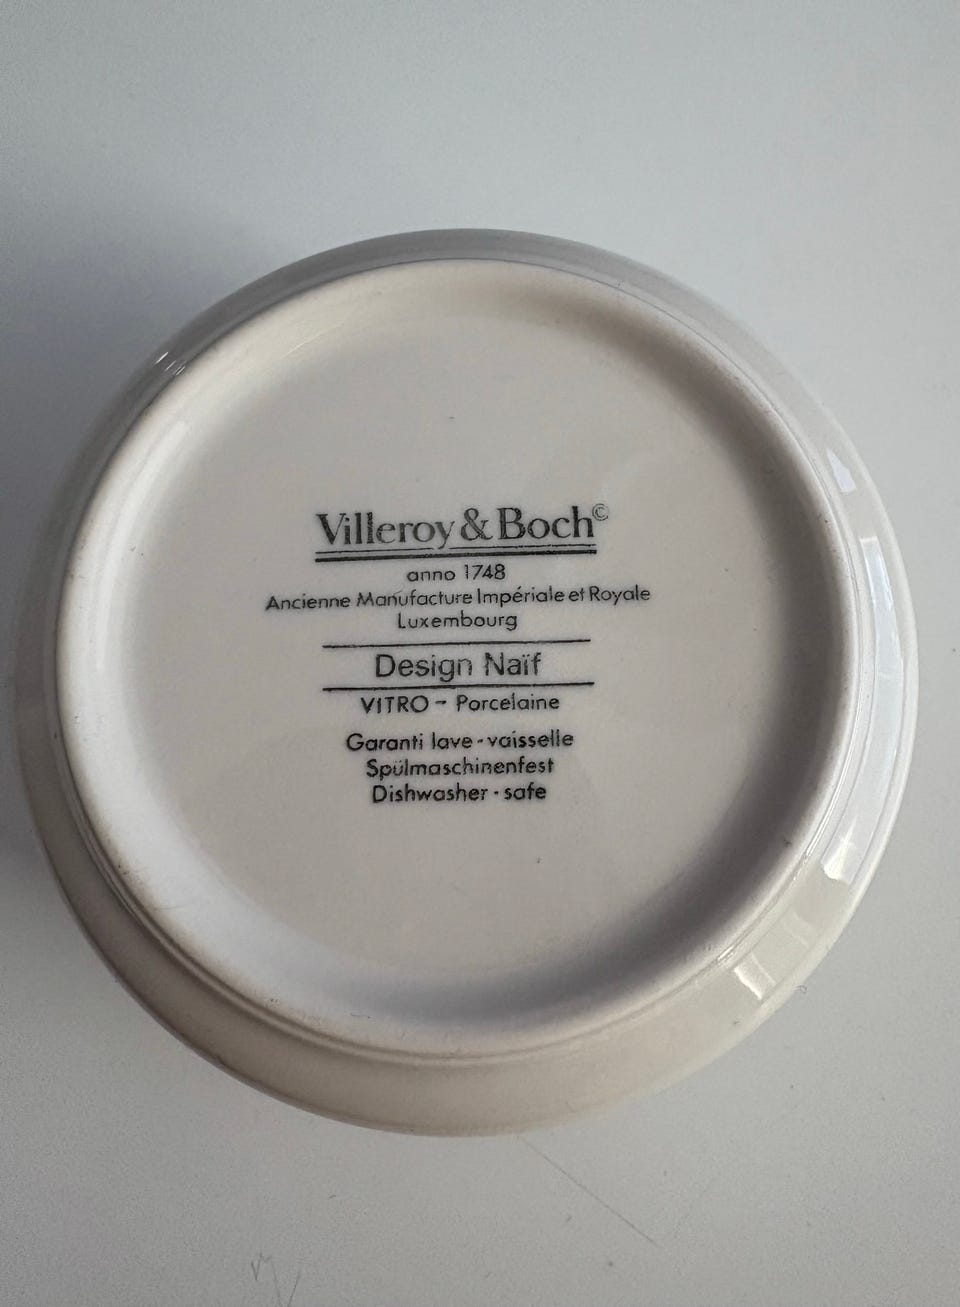 Villeroy & Boch©
anno 1748
Ancienne Manufacture Impériale et Royale
Luxembourg
Design Naïf
VITRO - Porcelaine
Garanti lave-vaisselle
Spülmaschinenfest
Dishwasher-safe